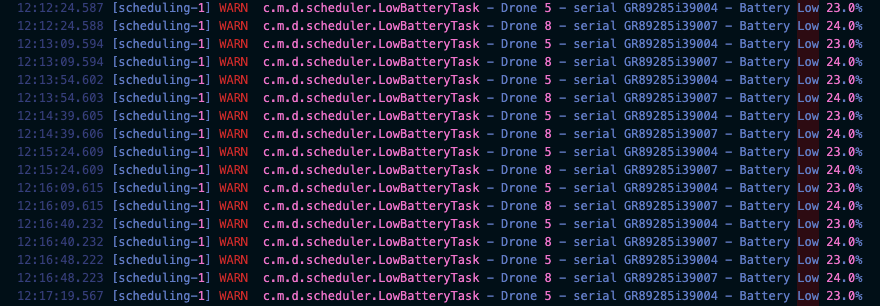 12:12:24.587 [scheduling-1] WARN  c.m.d.scheduler.LowBatteryTask – Drone 5 – serial GR89285i39004 – Battery Low 23.0%
12:12:24.588 [scheduling-1] WARN  c.m.d.scheduler.LowBatteryTask – Drone 8 – serial GR89285i39007 – Battery Low 24.0%
12:13:09.594 [scheduling-1] WARN  c.m.d.scheduler.LowBatteryTask – Drone 5 – serial GR89285i39004 – Battery Low 23.0%
12:13:09.594 [scheduling-1] WARN  c.m.d.scheduler.LowBatteryTask – Drone 8 – serial GR89285i39007 – Battery Low 24.0%
12:13:54.602 [scheduling-1] WARN  c.m.d.scheduler.LowBatteryTask – Drone 5 – serial GR89285i39004 – Battery Low 23.0%
12:13:54.603 [scheduling-1] WARN  c.m.d.scheduler.LowBatteryTask – Drone 8 – serial GR89285i39007 – Battery Low 24.0%
12:14:39.605 [scheduling-1] WARN  c.m.d.scheduler.LowBatteryTask – Drone 5 – serial GR89285i39004 – Battery Low 23.0%
12:14:39.606 [scheduling-1] WARN  c.m.d.scheduler.LowBatteryTask – Drone 8 – serial GR89285i39007 – Battery Low 24.0%
12:15:24.609 [scheduling-1] WARN  c.m.d.scheduler.LowBatteryTask – Drone 5 – serial GR89285i39004 – Battery Low 23.0%
12:15:24.609 [scheduling-1] WARN  c.m.d.scheduler.LowBatteryTask – Drone 8 – serial GR89285i39007 – Battery Low 24.0%
12:16:09.615 [scheduling-1] WARN  c.m.d.scheduler.LowBatteryTask – Drone 5 – serial GR89285i39004 – Battery Low 23.0%
12:16:09.615 [scheduling-1] WARN  c.m.d.scheduler.LowBatteryTask – Drone 8 – serial GR89285i39007 – Battery Low 24.0%
12:16:40.232 [scheduling-1] WARN  c.m.d.scheduler.LowBatteryTask – Drone 5 – serial GR89285i39004 – Battery Low 23.0%
12:16:40.232 [scheduling-1] WARN  c.m.d.scheduler.LowBatteryTask – Drone 8 – serial GR89285i39007 – Battery Low 24.0%
12:16:48.222 [scheduling-1] WARN  c.m.d.scheduler.LowBatteryTask – Drone 5 – serial GR89285i39004 – Battery Low 23.0%
12:16:48.223 [scheduling-1] WARN  c.m.d.scheduler.LowBatteryTask – Drone 8 – serial GR89285i39007 – Battery Low 24.0%
12:17:19.567 [scheduling-1] WARN  c.m.d.scheduler.LowBatteryTask – Drone 5 – serial GR89285i39004 – Battery Low 23.0%